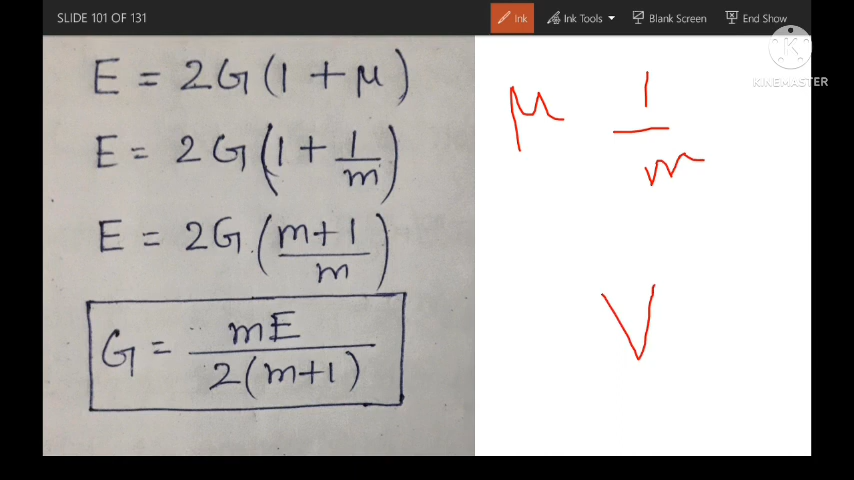 SLIDE 101 OF 131
Ink
Ink Tools
Blank Screen
End Show
K
KINEMASTER
E = 2G(1 + μ)
E = 2G(1 + 1/m)
E = 2G((m+1)/m)
G = mE/2(m+1)
μ 1/m
V